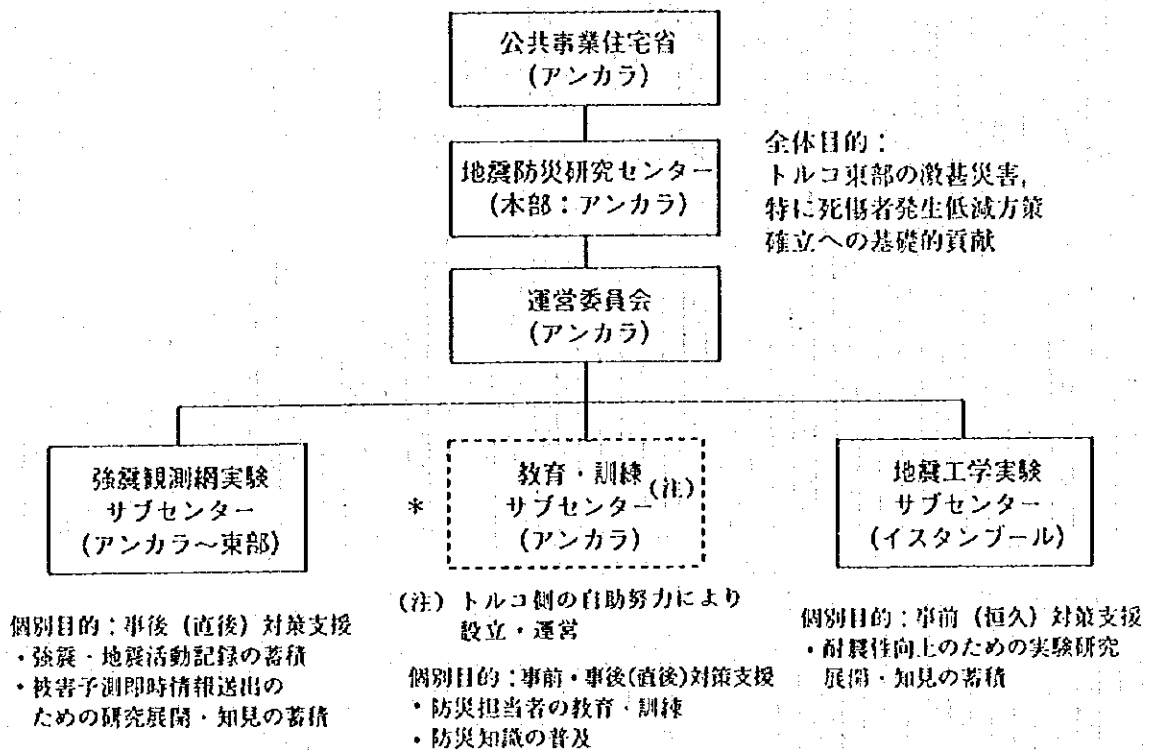 公共事業住宅省
(アンカラ)
地震防災研究センター
(本部：アンカラ)
全体目的：
トルコ東部の激甚災害,
特に死傷者発生低減方策
確立への基礎的貢献
運営委員会
(アンカラ)
強震観測網実験
サブセンター
(アンカラ～東部)
*
教育・訓練
サブセンター(注)
(アンカラ)
地震工学実験
サブセンター
(イスタンブール)
個別目的：事後 (直後) 対策支援
・強震・地震活動記録の蓄積
・被害予測即時情報送出の
ための研究展開・知見の蓄積
(注) トルコ側の自助努力により
設立・運営
個別目的：事前・事後(直後)対策支援
・防災担当者の教育・訓練
・防災知識の普及
個別目的：事前 (恒久) 対策支援
・耐震性向上のための実験研究
展開・知見の蓄積